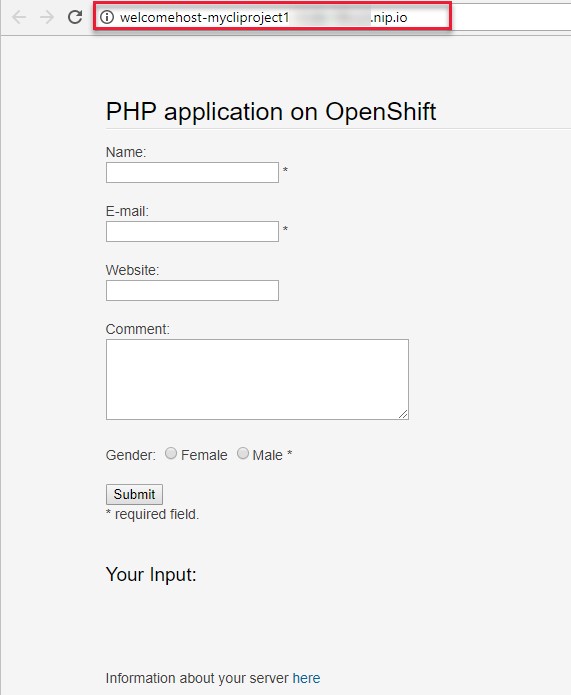 welcomehost-mycliproject1 .nip.io
PHP application on OpenShift
Name:
*
E-mail:
*
Website:
Comment:
Gender: Female Male *
Submit
* required field.
Your Input:
Information about your server here